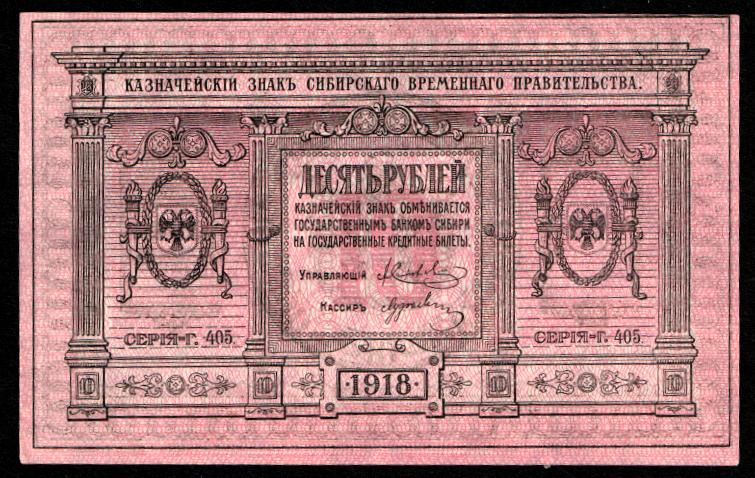 КАЗНАЧЕЙСКІЙ ЗНАКЪ СИБИРСКАГО ВРЕМЕННАГО ПРАВИТЕЛЬСТВА.
ДЕСЯТЬ РУБЛЕЙ
КАЗНАЧЕЙСКІЙ ЗНАКЪ ОБМѢНИВАЕТСЯ
ГОСУДАРСТВЕННЫМЪ БАНКОМЪ СИБИРИ
НА ГОСУДАРСТВЕННЫЕ КРЕДИТНЫЕ БИЛЕТЫ.
УПРАВЛЯЮЩІЙ
КАССИРЪ
СЕРІЯ-Г. 405.
СЕРІЯ-Г. 405.
10
10
·1918·
10
10